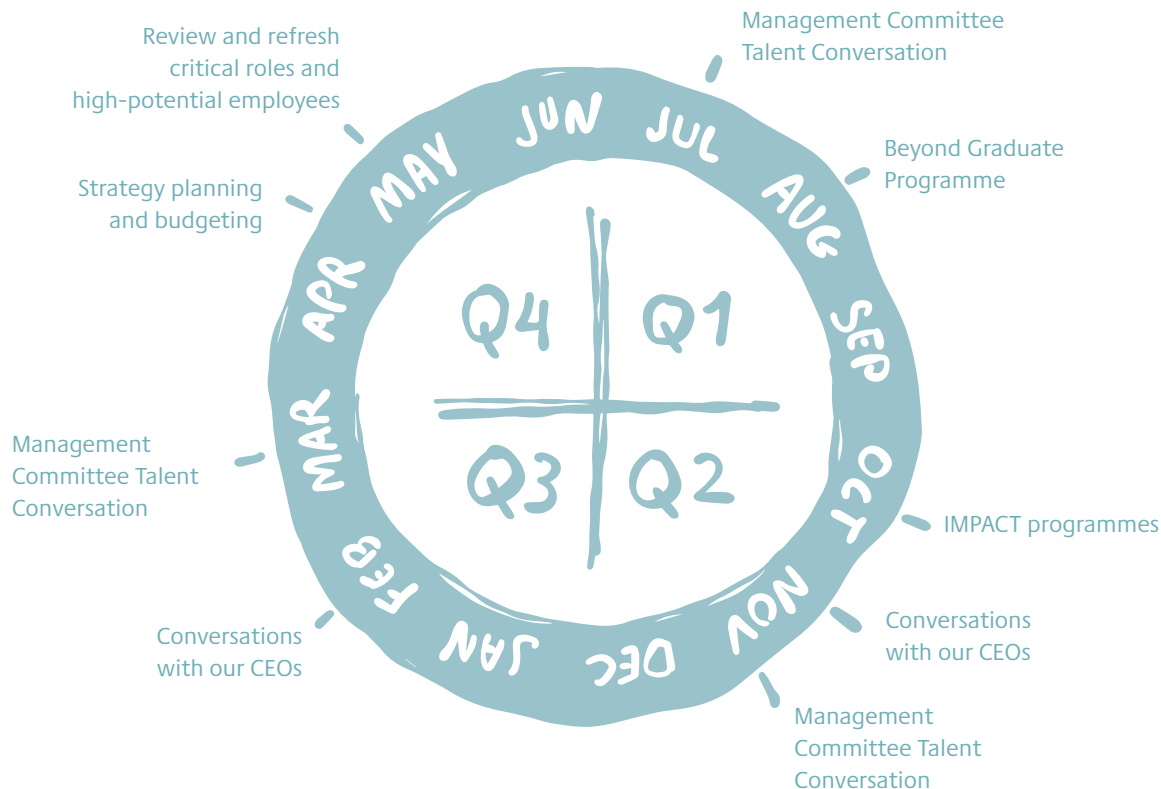 Management Committee
Talent Conversation
Beyond Graduate
Programme
IMPACT programmes
Conversations
with our CEOs
Management
Committee Talent
Conversation
Conversations
with our CEOs
Management
Committee Talent
Conversation
Strategy planning
and budgeting
Review and refresh
critical roles and
high-potential employees
JUL
AUG
SEP
OCT
NOV
DEC
JAN
FEB
MAR
APR
MAY
JUN
Q1
Q2
Q3
Q4